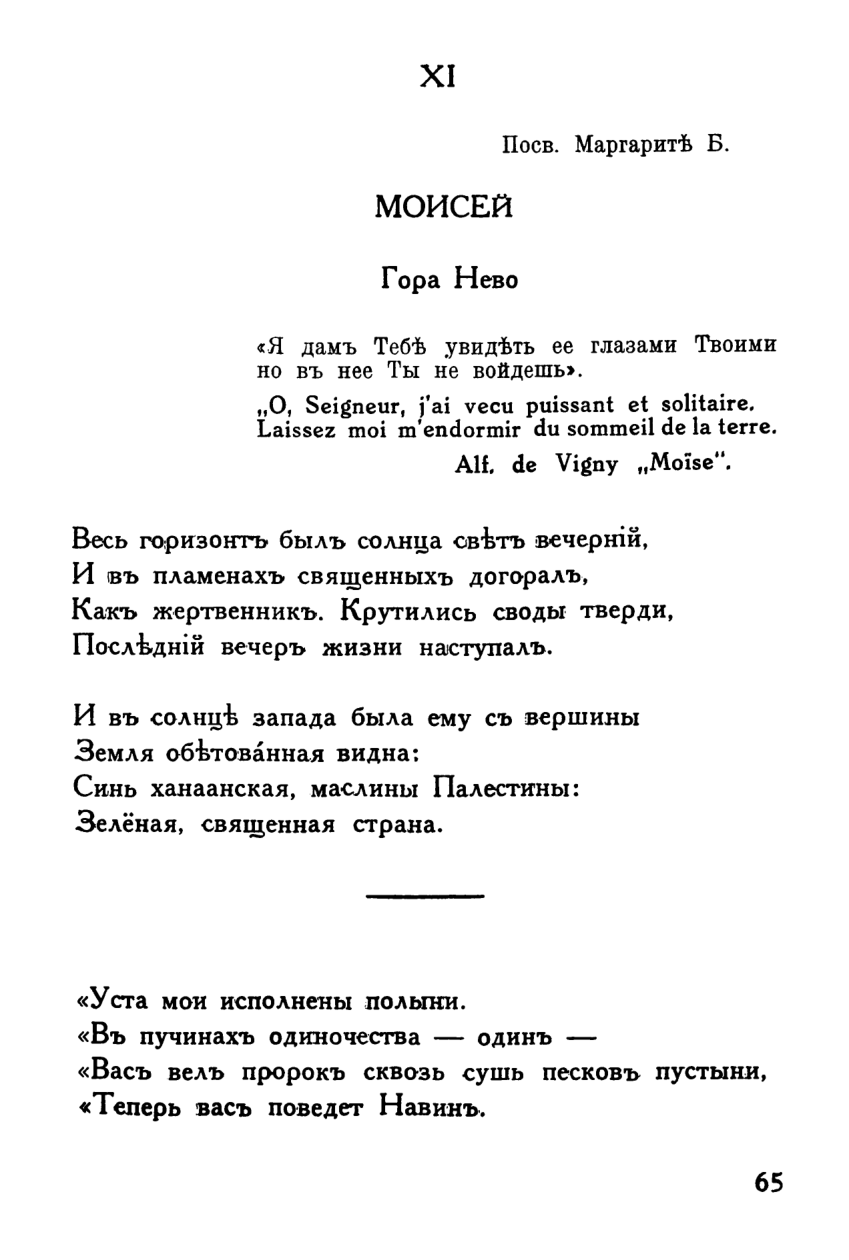 XI
Посв. Маргаритѣ Б.
МОИСЕЙ
Гора Нево
«Я дамъ Тебѣ увидѣть ее глазами Твоими
но въ нее Ты не войдешь».
„O, Seigneur, j'ai vecu puissant et solitaire.
Laissez moi m'endormir du sommeil de la terre.
Alf. de Vigny „Moïse".
Весь горизонтъ былъ солнца свѣтъ вечерній,
И въ пламенахъ священныхъ догоралъ,
Какъ жертвенникъ. Крутились своды тверди,
Послѣдній вечеръ жизни наступалъ.
И въ солнцѣ запада была ему съ вершины
Земля обѣтова́нная видна:
Синь ханаанская, маслины Палестины:
Зелёная, священная страна.
«Уста мои исполнены полыни.
«Въ пучинахъ одиночества — одинъ —
«Васъ велъ пророкъ сквозь сушь песковъ пустыни,
«Теперь васъ поведет Навинъ.
65